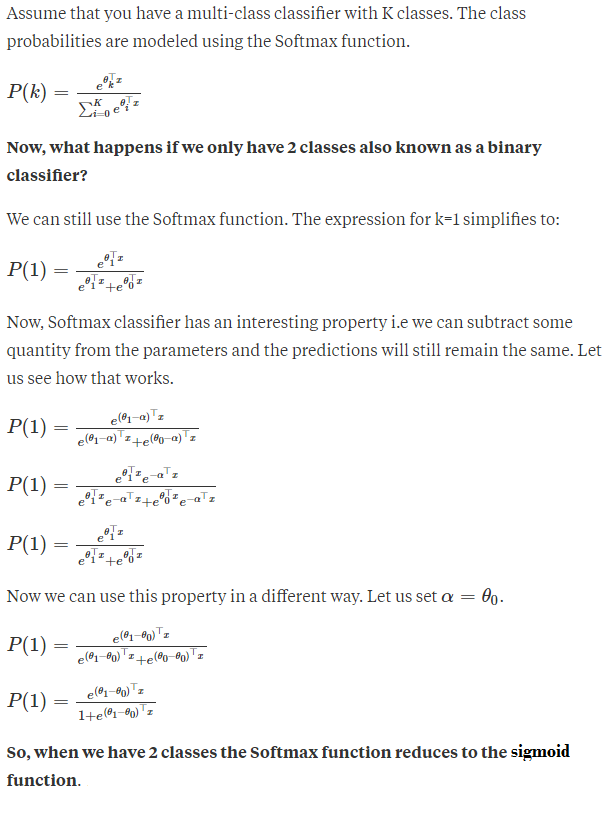 Assume that you have a multi-class classifier with K classes. The class
probabilities are modeled using the Softmax function.
P(k) = \frac{e^{\theta_k^\top x}}{\sum_{i=0}^{K} e^{\theta_i^\top x}}
Now, what happens if we only have 2 classes also known as a binary
classifier?
We can still use the Softmax function. The expression for k=1 simplifies to:
P(1) = \frac{e^{\theta_1^\top x}}{e^{\theta_1^\top x}+e^{\theta_0^\top x}}
Now, Softmax classifier has an interesting property i.e we can subtract some
quantity from the parameters and the predictions will still remain the same. Let
us see how that works.
P(1) = \frac{e^{(\theta_1-\alpha)^\top x}}{e^{(\theta_1-\alpha)^\top x}+e^{(\theta_0-\alpha)^\top x}}
P(1) = \frac{e^{\theta_1^\top x}e^{-\alpha^\top x}}{e^{\theta_1^\top x}e^{-\alpha^\top x}+e^{\theta_0^\top x}e^{-\alpha^\top x}}
P(1) = \frac{e^{\theta_1^\top x}}{e^{\theta_1^\top x}+e^{\theta_0^\top x}}
Now we can use this property in a different way. Let us set α = θ₀.
P(1) = \frac{e^{(\theta_1-\theta_0)^\top x}}{e^{(\theta_1-\theta_0)^\top x}+e^{(\theta_0-\theta_0)^\top x}}
P(1) = \frac{e^{(\theta_1-\theta_0)^\top x}}{1+e^{(\theta_1-\theta_0)^\top x}}
So, when we have 2 classes the Softmax function reduces to the sigmoid
function.